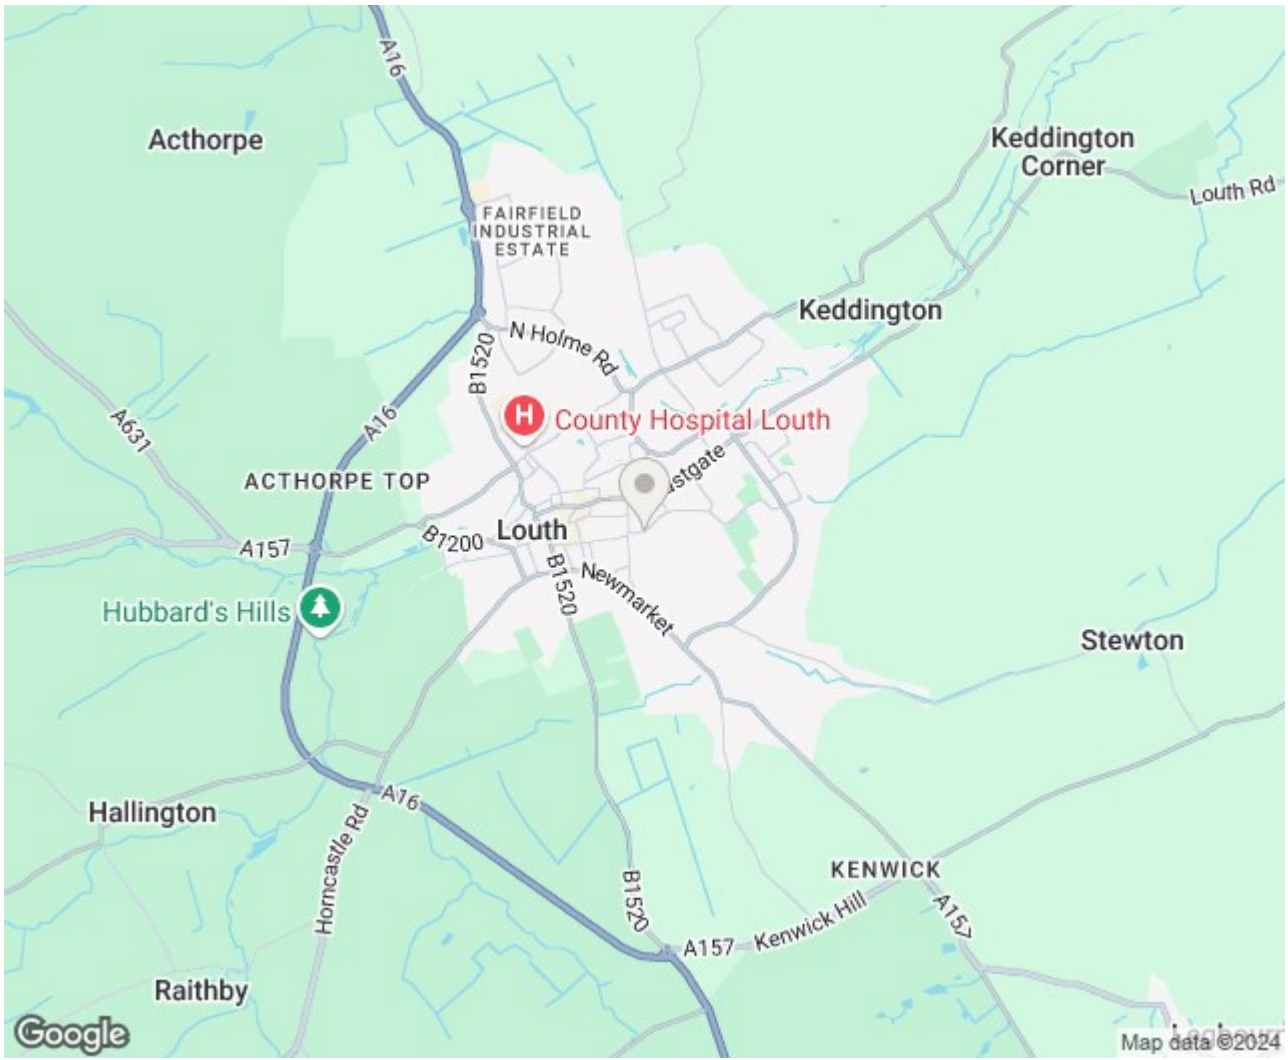 A16
Acthorpe
Keddington
Corner
Louth Rd
FAIRFIELD
INDUSTRIAL
ESTATE
Keddington
N Holme Rd
B1520
A631
A16
County Hospital Louth
H
ACTHORPE TOP
Louth
B1200
A157
B1520
Newmarket
Hubbard's Hills
Stewton
A16
Hallington
Horncastle Rd
KENWICK
B1520
A157
Kenwick Hill
A157
Raithby
Google
Map data ©2024